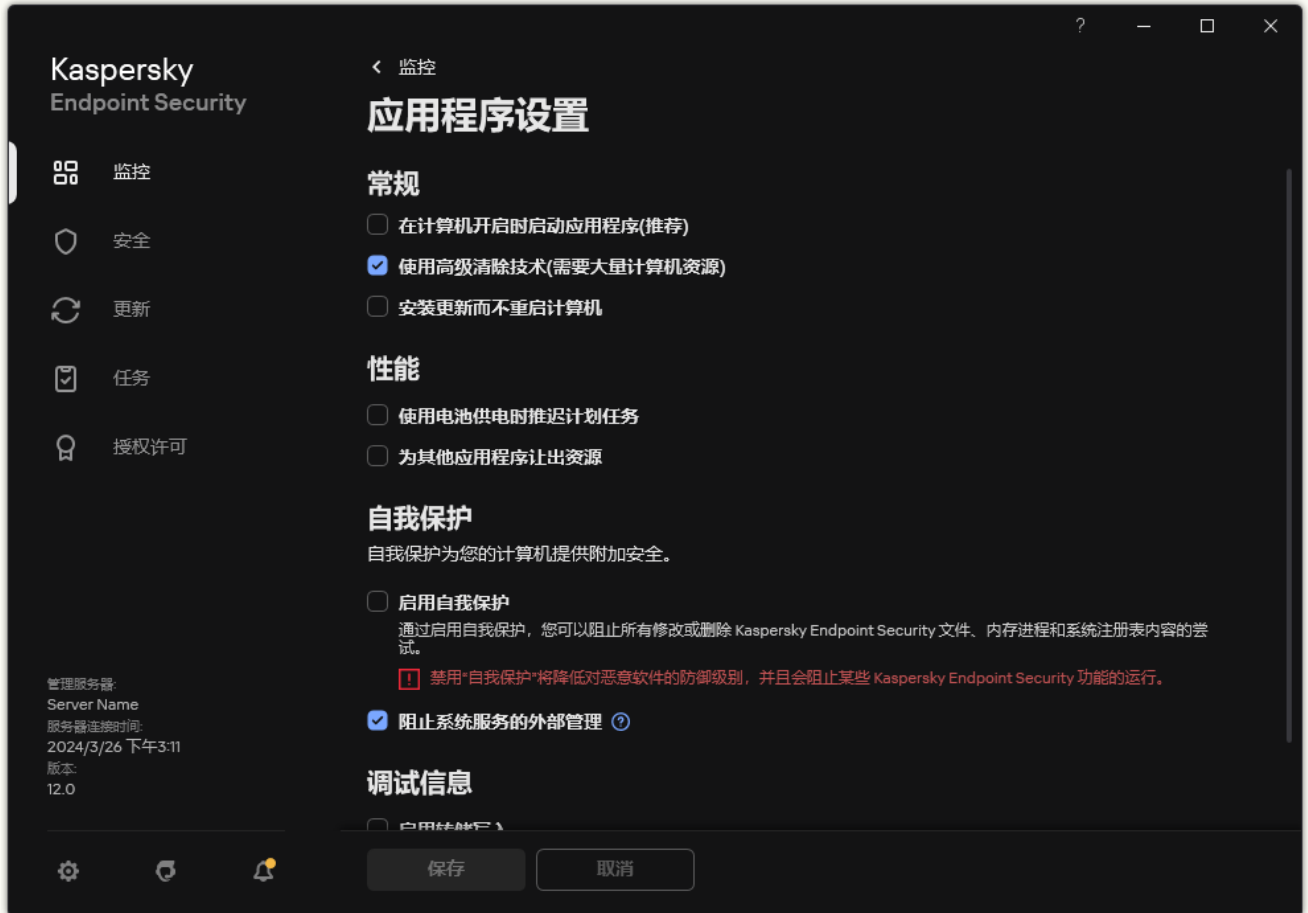 Kaspersky
Endpoint Security
监控
安全
更新
任务
授权许可
管理服务器:
Server Name
服务器连接时间:
2024/3/26 下午3:11
版本:
12.0
?
监控
应用程序设置
常规
在计算机开启时启动应用程序(推荐)
使用高级清除技术(需要大量计算机资源)
安装更新而不重启计算机
性能
使用电池供电时推迟计划任务
为其他应用程序让出资源
自我保护
自我保护为您的计算机提供附加安全。
启用自我保护
通过启用自我保护，您可以阻止所有修改或删除 Kaspersky Endpoint Security 文件、内存进程和系统注册表内容的尝
试。
禁用“自我保护”将降低对恶意软件的防御级别，并且会阻止某些 Kaspersky Endpoint Security 功能的运行。
阻止系统服务的外部管理
调试信息
启用转储写入
保存
取消